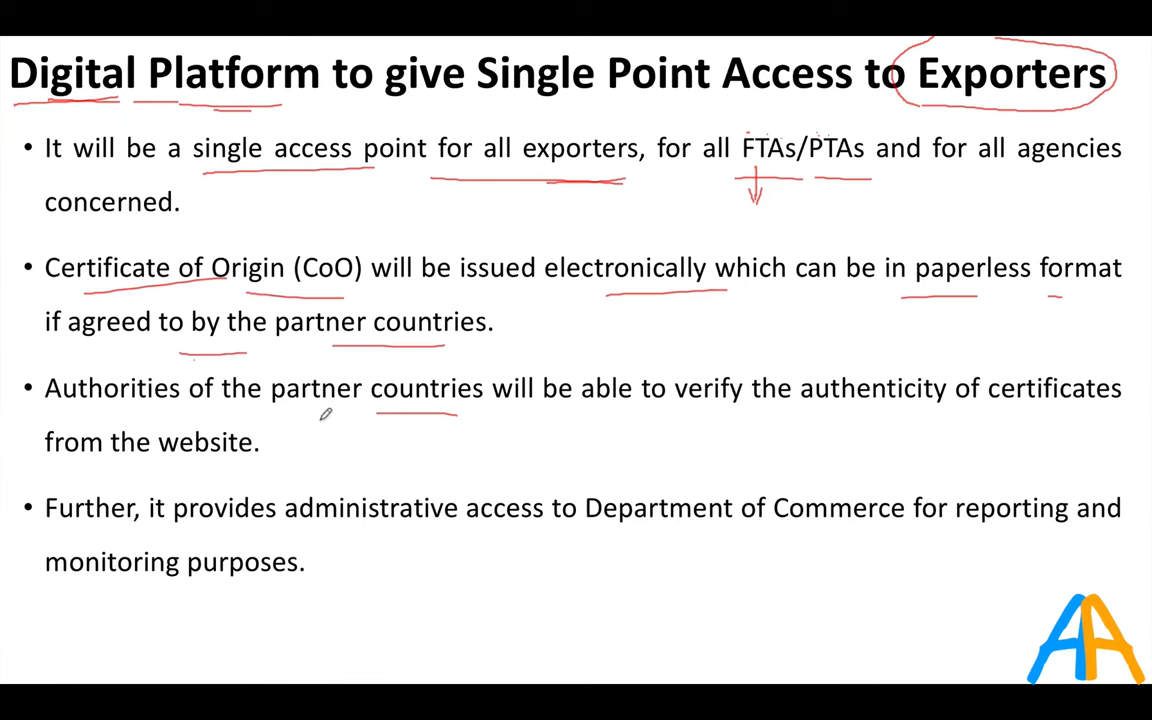 Digital Platform to give Single Point Access to Exporters
• It will be a single access point for all exporters, for all FTAs/PTAs and for all agencies
concerned.
• Certificate of Origin (CoO) will be issued electronically which can be in paperless format
if agreed to by the partner countries.
• Authorities of the partner countries will be able to verify the authenticity of certificates
from the website.
• Further, it provides administrative access to Department of Commerce for reporting and
monitoring purposes.
AA